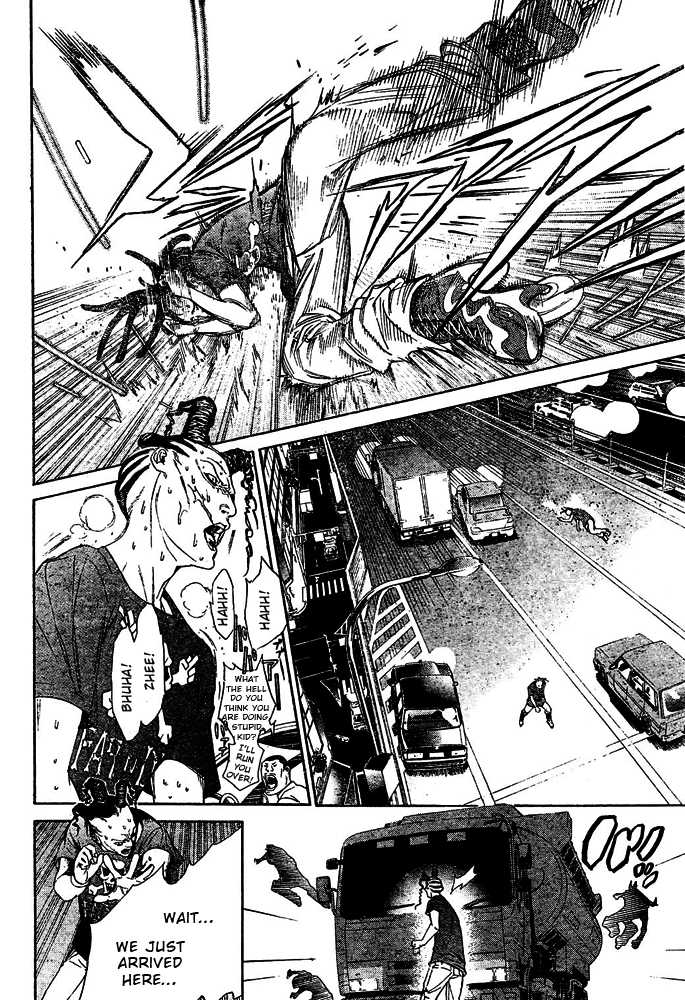 HAHH!
HAHH!
ZHEE!
BHUHA!
WHAT
THE HELL
DO YOU
THINK YOU
ARE DOING
STUPID
KID?
I'LL
RUN
YOU
OVER!
WAIT...
WE JUST
ARRIVED
HERE...